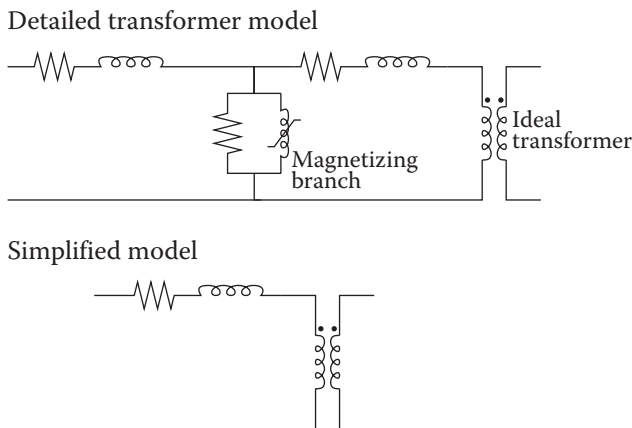 Detailed transformer model
Ideal
transformer
Magnetizing
branch
Simplified model